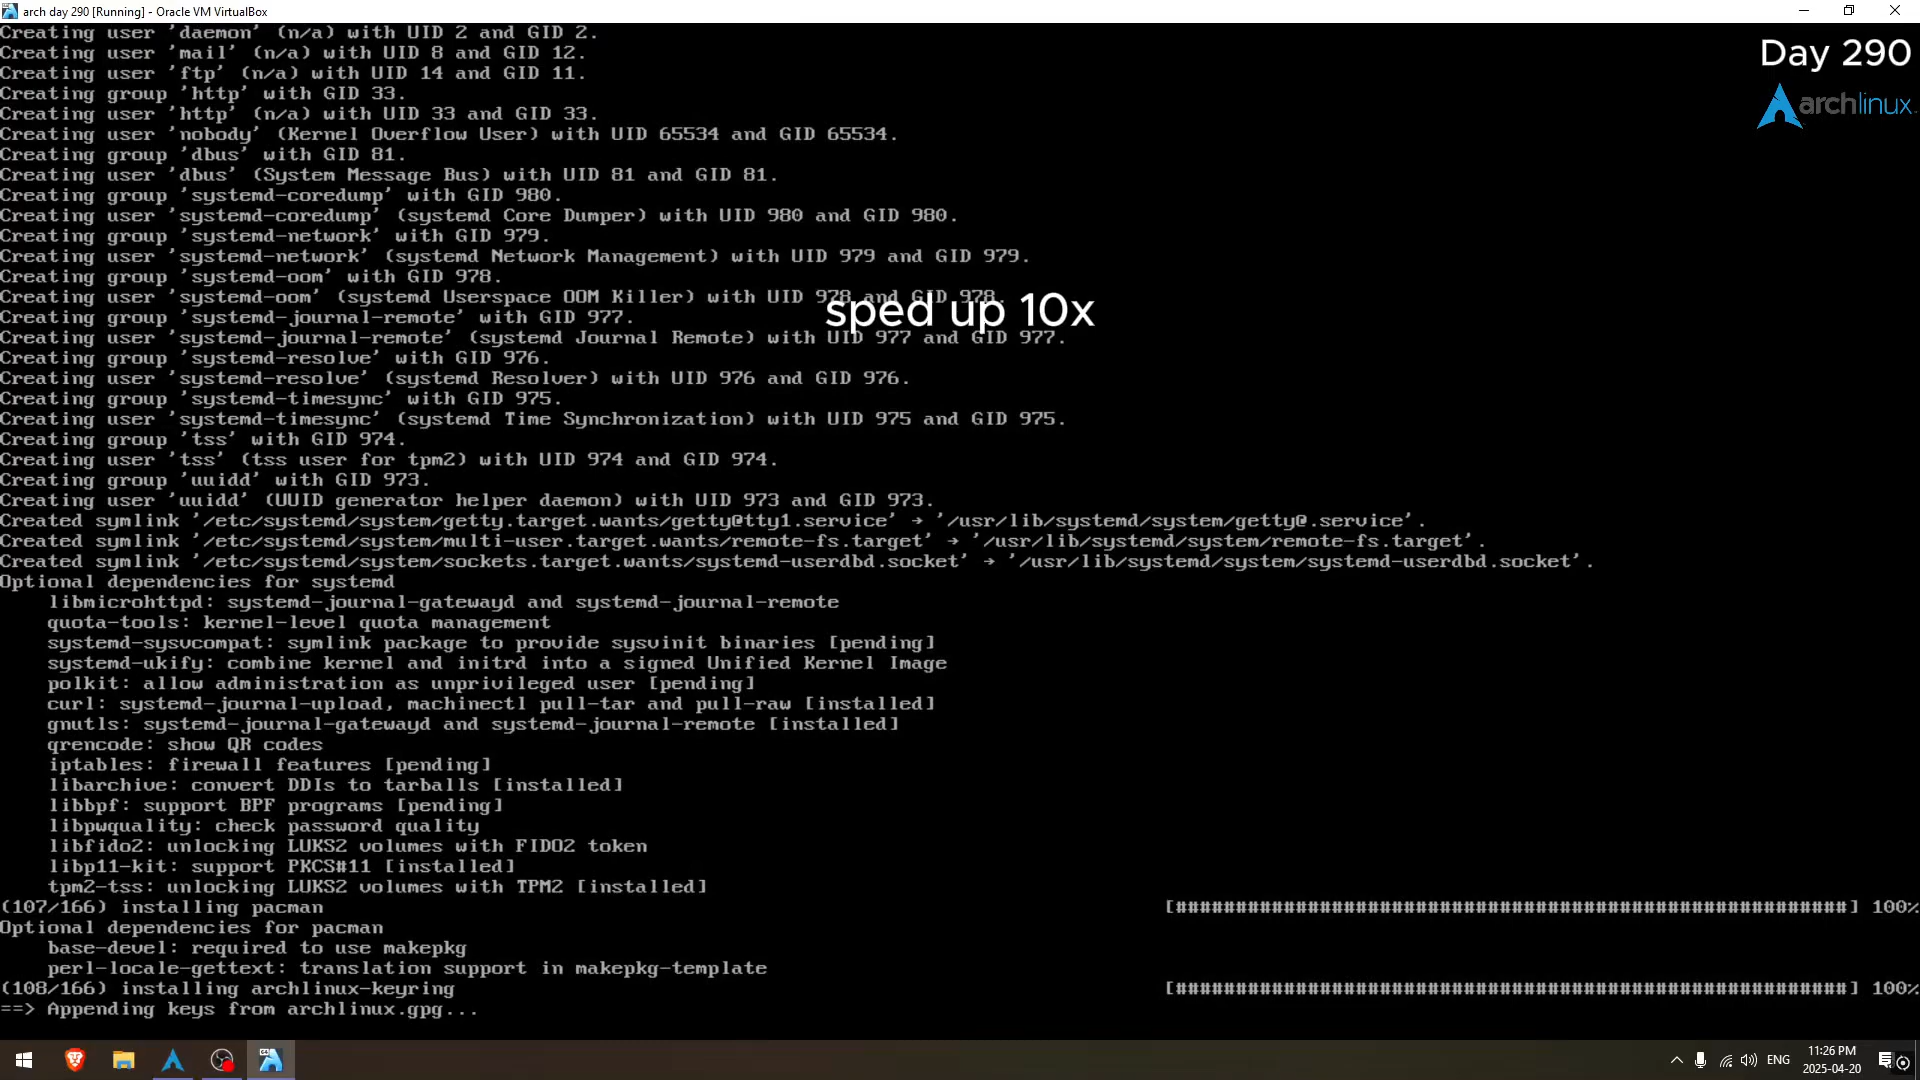 arch day 290 [Running] - Oracle VM VirtualBox
Creating user 'daemon' (n/a) with UID 2 and GID 2.
Creating user 'mail' (n/a) with UID 8 and GID 12.
Creating user 'ftp' (n/a) with UID 14 and GID 11.
Creating group 'http' with GID 33.
Creating user 'http' (n/a) with UID 33 and GID 33.
Creating user 'nobody' (Kernel Overflow User) with UID 65534 and GID 65534.
Creating group 'dbus' with GID 81.
Creating user 'dbus' (System Message Bus) with UID 81 and GID 81.
Creating group 'systemd-coredump' with GID 980.
Creating user 'systemd-coredump' (systemd Core Dumper) with UID 980 and GID 980.
Creating group 'systemd-network' with GID 979.
Creating user 'systemd-network' (systemd Network Management) with UID 979 and GID 979.
Creating group 'systemd-oom' with GID 978.
Creating user 'systemd-oom' (systemd Userspace OOM Killer) with UID 978 and GID 978.
Creating group 'systemd-journal-remote' with GID 977.
Creating user 'systemd-journal-remote' (systemd Journal Remote) with UID 977 and GID 977.
Creating group 'systemd-resolve' with GID 976.
Creating user 'systemd-resolve' (systemd Resolver) with UID 976 and GID 976.
Creating group 'systemd-timesync' with GID 975.
Creating user 'systemd-timesync' (systemd Time Synchronization) with UID 975 and GID 975.
Creating group 'tss' with GID 974.
Creating user 'tss' (tss user for tpm2) with UID 974 and GID 974.
Creating group 'uuidd' with GID 973.
Creating user 'uuidd' (UUID generator helper daemon) with UID 973 and GID 973.
Created symlink '/etc/systemd/system/getty.target.wants/getty@tty1.service' → '/usr/lib/systemd/system/getty@.service'.
Created symlink '/etc/systemd/system/multi-user.target.wants/remote-fs.target' → '/usr/lib/systemd/system/remote-fs.target'.
Created symlink '/etc/systemd/system/sockets.target.wants/systemd-userdbd.socket' → '/usr/lib/systemd/system/systemd-userdbd.socket'.
Optional dependencies for systemd
libmicrohttpd: systemd-journal-gatewayd and systemd-journal-remote
quota-tools: kernel-level quota management
systemd-sysvcompat: symlink package to provide sysvinit binaries [pending]
systemd-ukify: combine kernel and initrd into a signed Unified Kernel Image
polkit: allow administration as unprivileged user [pending]
curl: systemd-journal-upload, machinectl pull-tar and pull-raw [installed]
gnutls: systemd-journal-gatewayd and systemd-journal-remote [installed]
qrencode: show QR codes
iptables: firewall features [pending]
libarchive: convert DDIs to tarballs [installed]
libbpf: support BPF programs [pending]
libpwquality: check password quality
libfido2: unlocking LUKS2 volumes with FIDO2 token
libp11-kit: support PKCS#11 [installed]
tpm2-tss: unlocking LUKS2 volumes with TPM2 [installed]
(107/166) installing pacman [########################################################] 100%
Optional dependencies for pacman
base-devel: required to use makepkg
perl-locale-gettext: translation support in makepkg-template
(108/166) installing archlinux-keyring [########################################################] 100%
==> Appending keys from archlinux.gpg...
Day 290
archlinux
sped up 10x
ENG
11:26 PM
2025-04-20